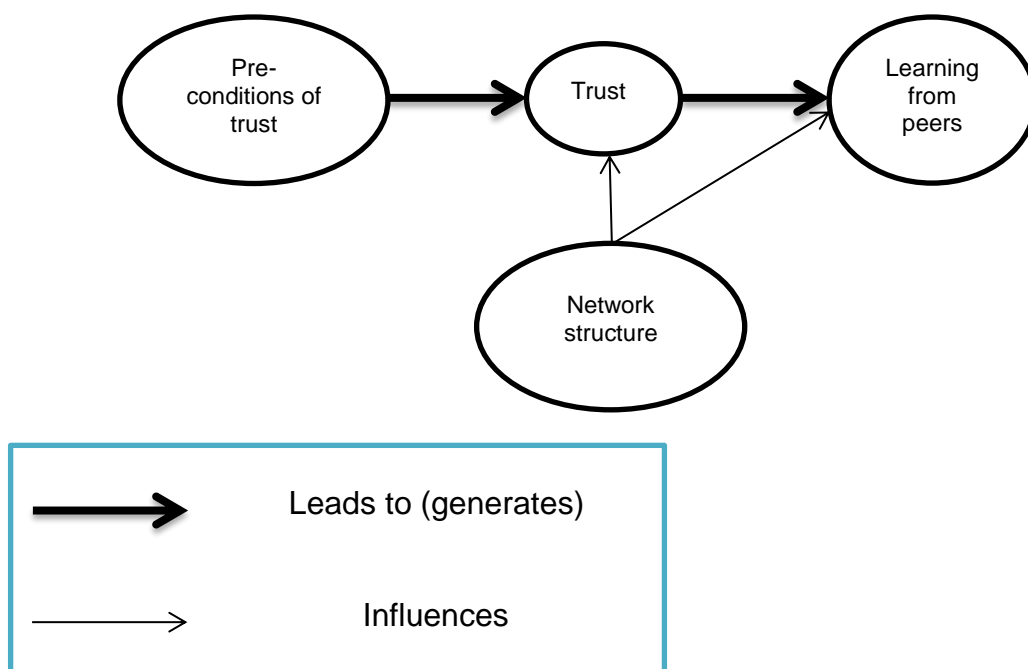 Pre-
conditions of
trust
Trust
Learning
from
peers
Network
structure
Leads to (generates)
Influences